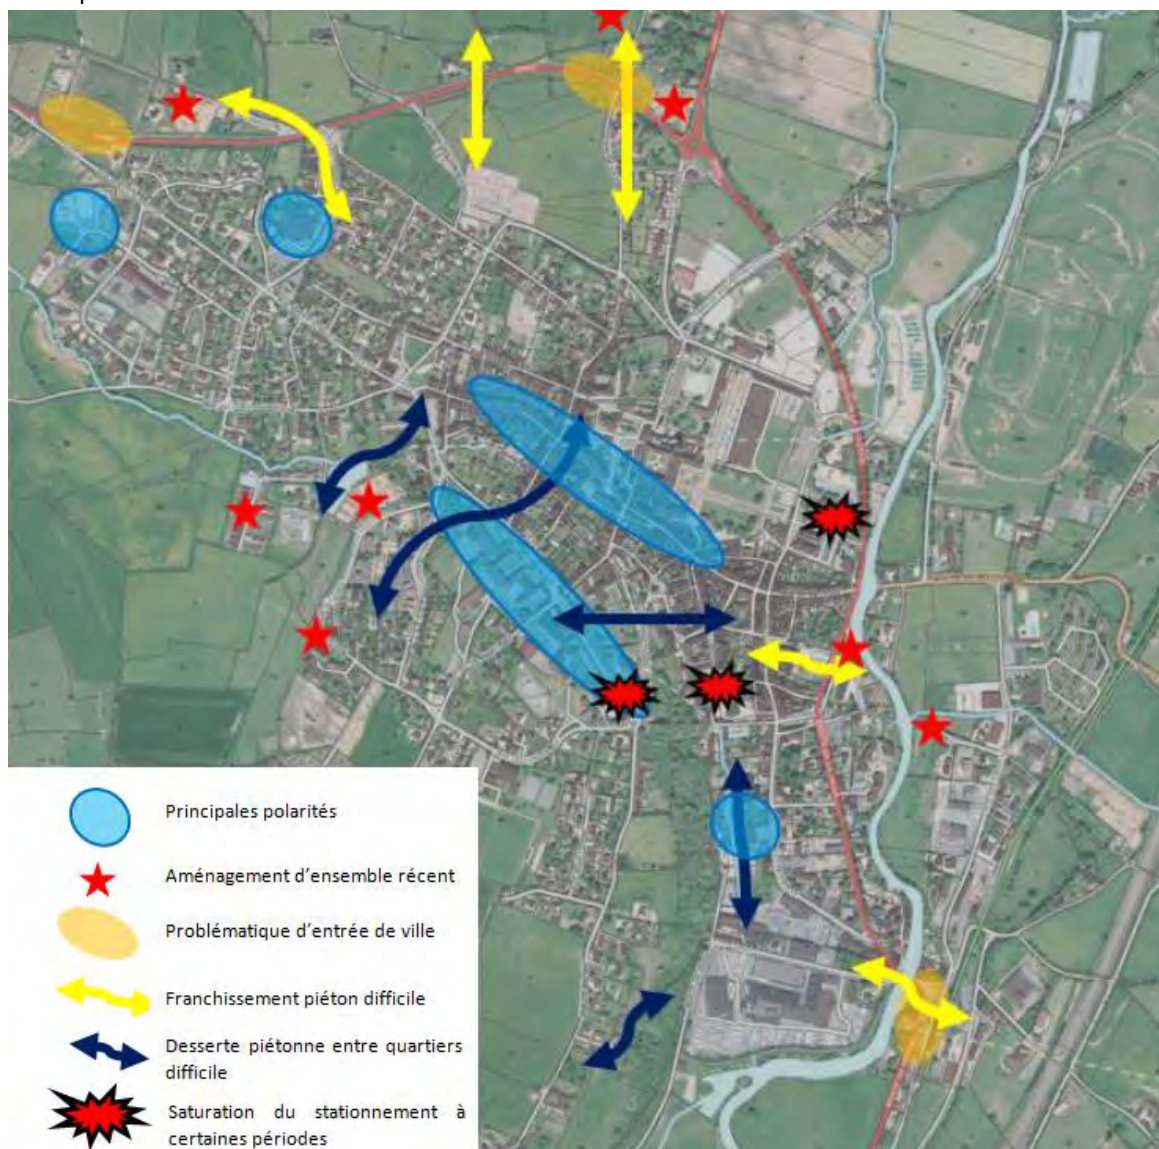 Principales polarités
Aménagement d'ensemble récent
Problématique d'entrée de ville
Franchissement piéton difficile
Desserte piétonne entre quartiers
difficile
Saturation du stationnement à
certaines périodes